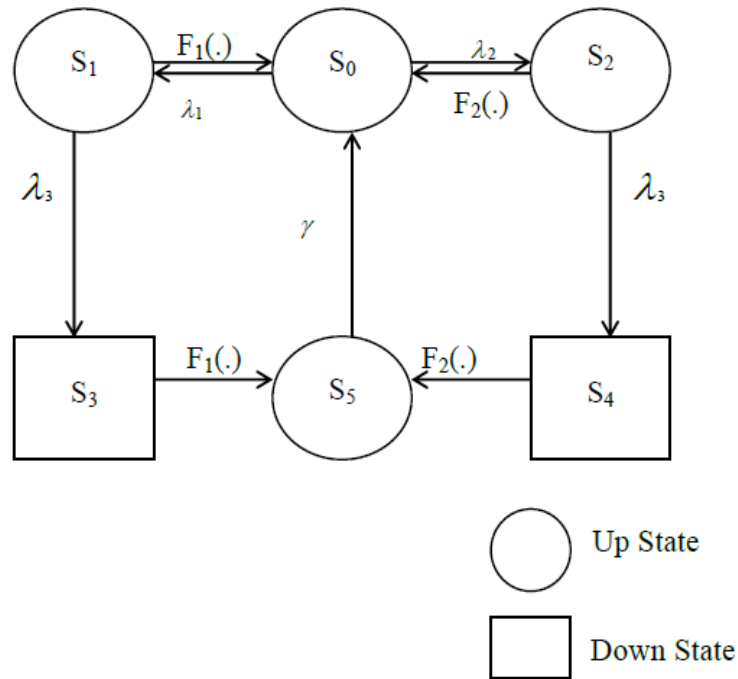 S₁ F₁(.) S₀ λ₂ S₂
λ₁ F₂(.)
λ₃ λ₃
γ
F₁(.) F₂(.)
S₃ S₅ S₄
Up State
Down State